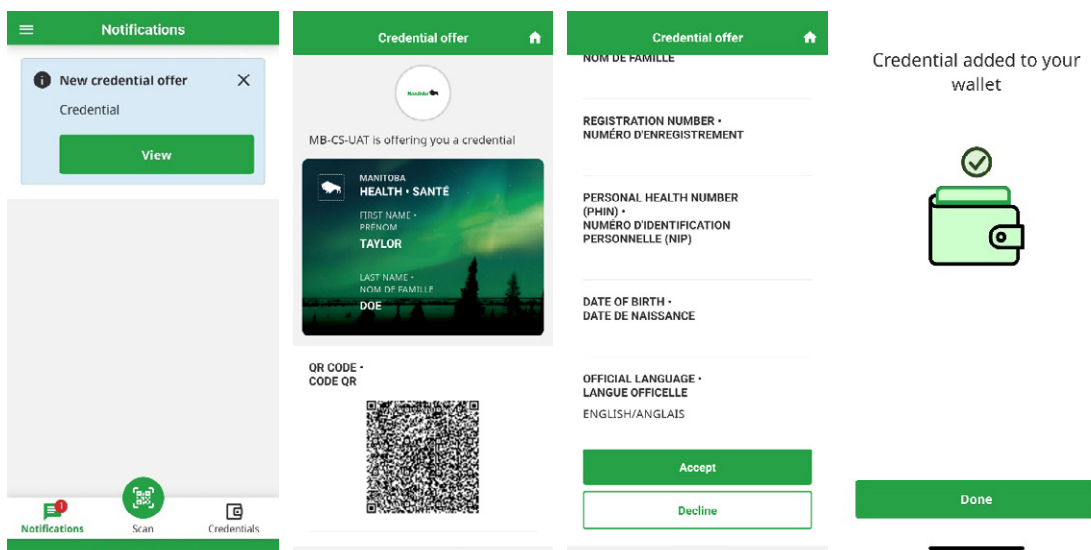 Notifications
New credential offer
Credential
View
1
Notifications
Scan
Credentials
Credential offer
Manitoba
MB-CS-UAT is offering you a credential
MANITOBA
HEALTH • SANTÉ
FIRST NAME •
PRÉNOM
TAYLOR
LAST NAME •
NOM DE FAMILLE
DOE
QR CODE •
CODE QR
Credential offer
NOM DE FAMILLE
REGISTRATION NUMBER •
NUMÉRO D'ENREGISTREMENT
PERSONAL HEALTH NUMBER
(PHIN) •
NUMÉRO D'IDENTIFICATION
PERSONNELLE (NIP)
DATE OF BIRTH •
DATE DE NAISSANCE
OFFICIAL LANGUAGE •
LANGUE OFFICELLE
ENGLISH/ANGLAIS
Accept
Decline
Credential added to your
wallet
Done